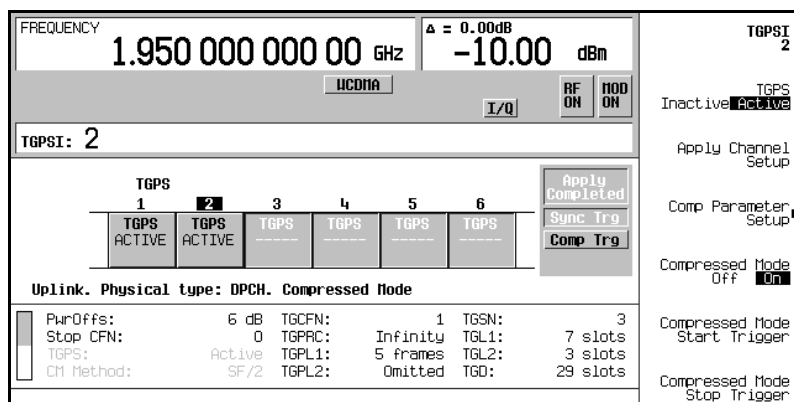 FREQUENCY
1.950 000 000 00 GHz
Δ = 0.00dB
-10.00 dBm
WCDMA
I/Q
RF ON
MOD ON
TGPSI: 2
TGPS
1 2 3 4 5 6
TGPS TGPS TGPS TGPS TGPS TGPS
ACTIVE ACTIVE ----- ----- ----- -----
Apply Completed
Sync Trg
Comp Trg
Uplink. Physical type: DPCH. Compressed Mode
PwrOffs: 6 dB TGCFN: 1 TGSN: 3
Stop CFN: 0 TGPRC: Infinity TGL1: 7 slots
TGPS: Active TGPL1: 5 frames TGL2: 3 slots
CM Method: SF/2 TGPL2: Omitted TGD: 29 slots
TGPSI
2
TGPS
Inactive Active
Apply Channel
Setup
Comp Parameter
Setup
Compressed Mode
Off On
Compressed Mode
Start Trigger
Compressed Mode
Stop Trigger